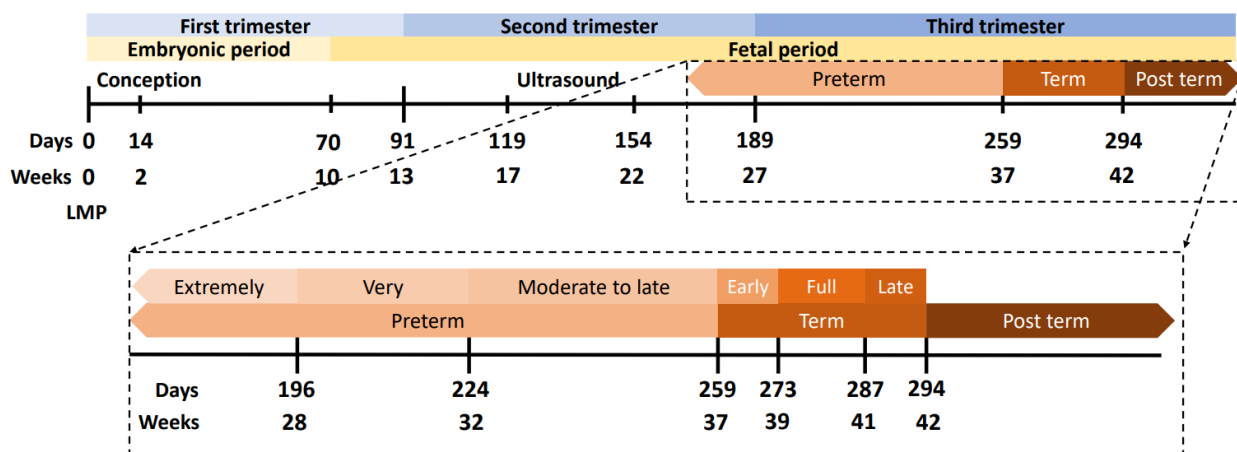 First trimester Second trimester Third trimester
Embryonic period Fetal period
Conception Ultrasound Preterm Term Post term
Days 0 14 70 91 119 154 189 259 294
Weeks 0 2 10 13 17 22 27 37 42
LMP
Extremely Very Moderate to late Early Full Late
Preterm Term Post term
Days 196 224 259 273 287 294
Weeks 28 32 37 39 41 42